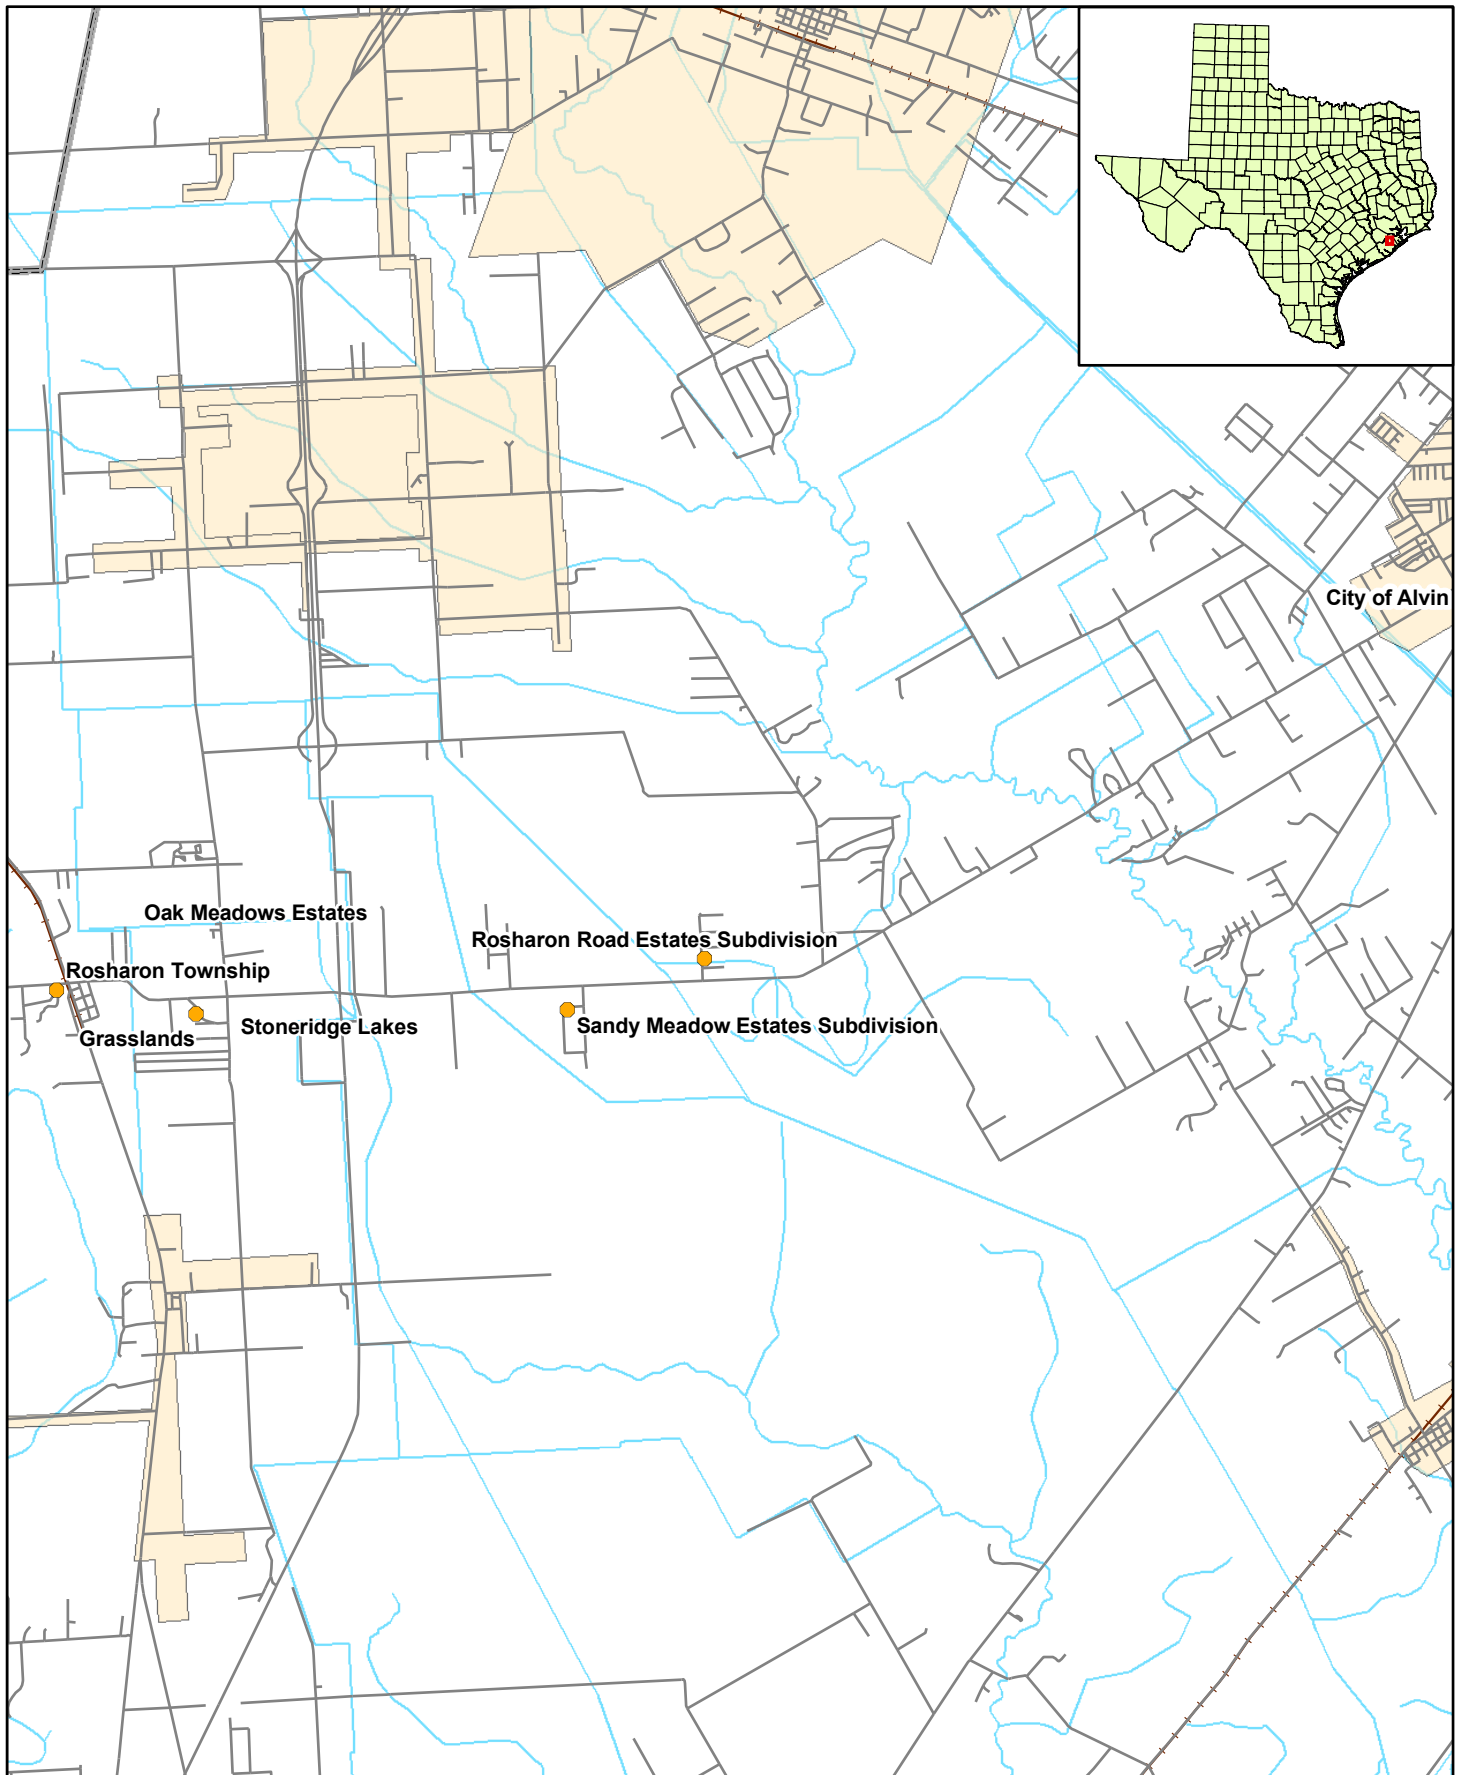 City of Alvin
Oak Meadows Estates
Rosharon Road Estates Subdivision
Rosharon Township
Grasslands
Stoneridge Lakes
Sandy Meadow Estates Subdivision